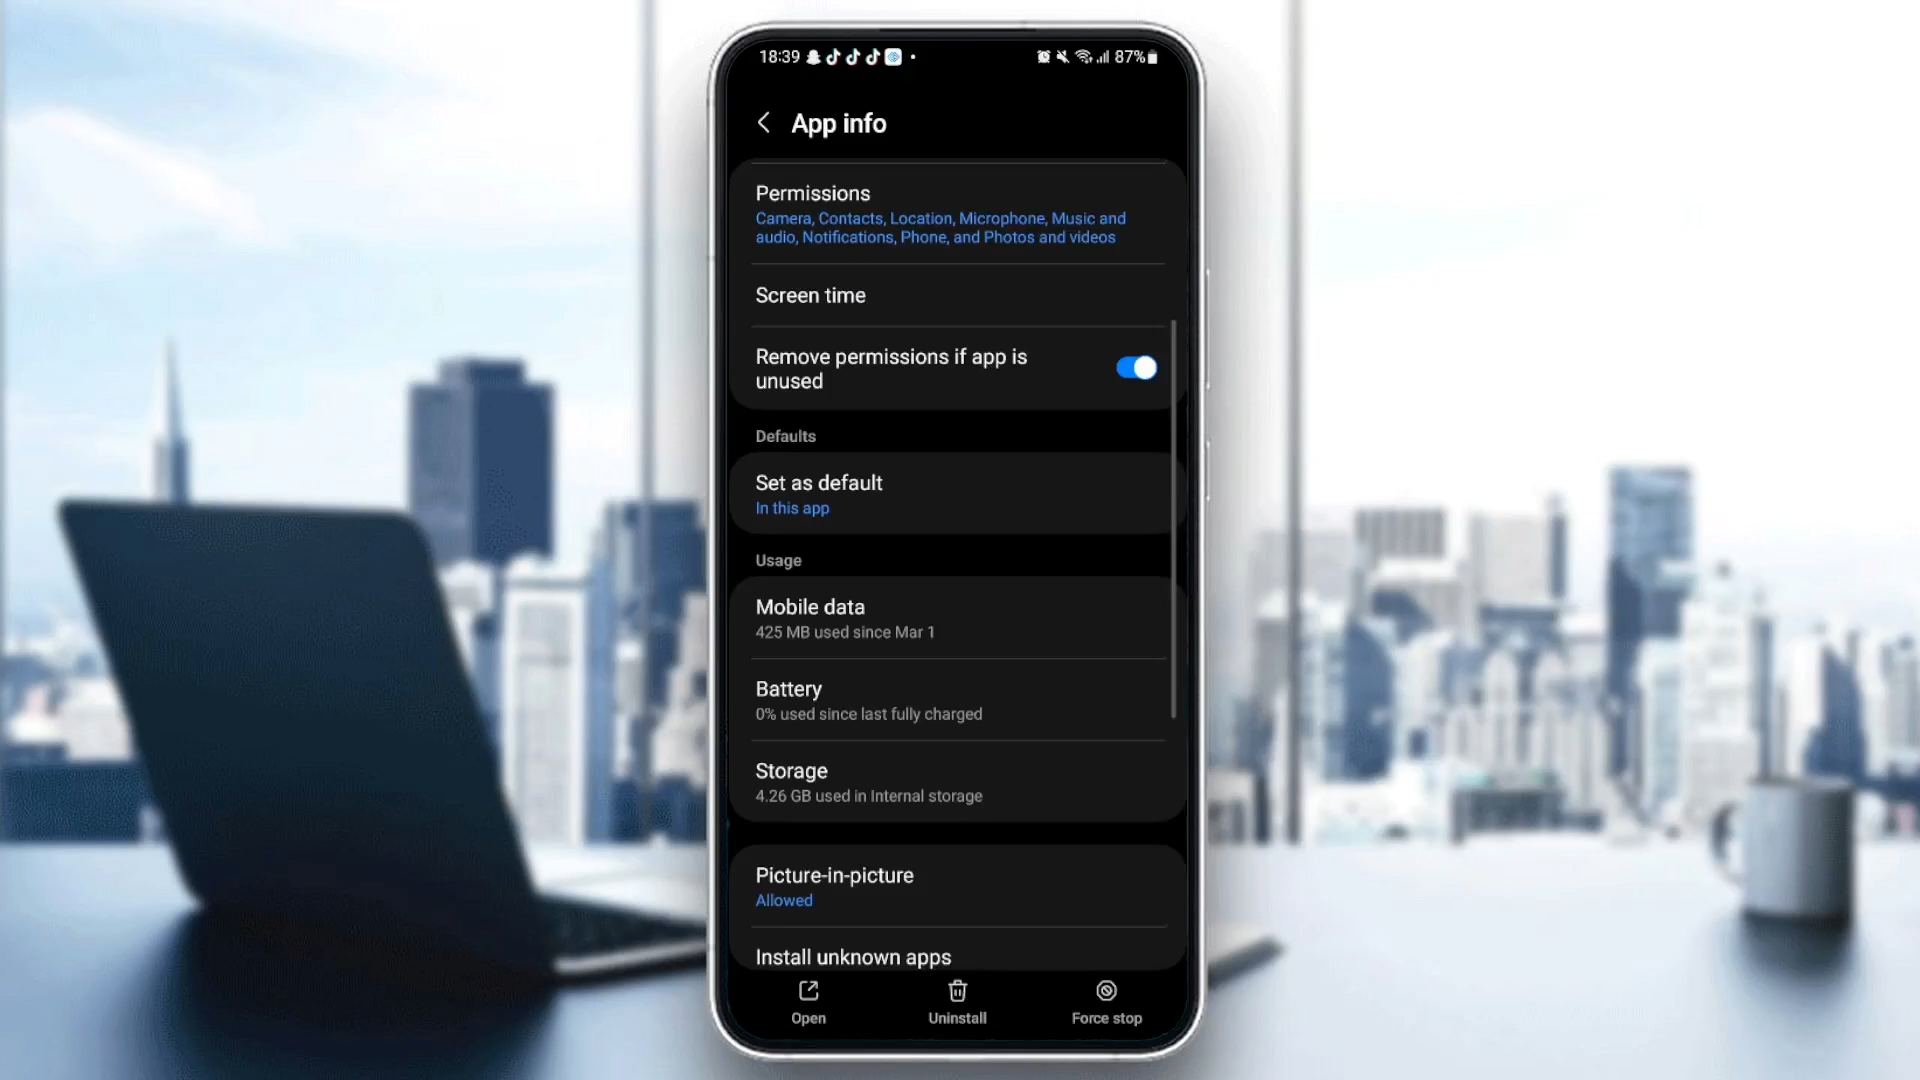 18:39
87%
App info
Permissions
Camera, Contacts, Location, Microphone, Music and
audio, Notifications, Phone, and Photos and videos
Screen time
Remove permissions if app is
unused
Defaults
Set as default
In this app
Usage
Mobile data
425 MB used since Mar 1
Battery
0% used since last fully charged
Storage
4.26 GB used in Internal storage
Picture-in-picture
Allowed
Install unknown apps
Open
Uninstall
Force stop